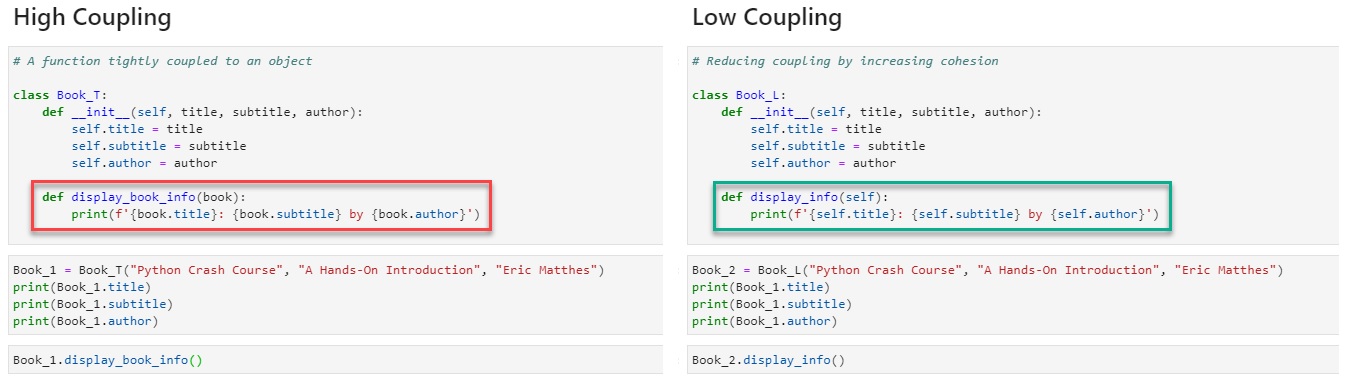 High Coupling
# A function tightly coupled to an object
class Book_T:
    def __init__(self, title, subtitle, author):
        self.title = title
        self.subtitle = subtitle
        self.author = author
    def display_book_info(book):
        print(f'{book.title}: {book.subtitle} by {book.author}')
Book_1 = Book_T("Python Crash Course", "A Hands-On Introduction", "Eric Matthes")
print(Book_1.title)
print(Book_1.subtitle)
print(Book_1.author)
Book_1.display_book_info()
Low Coupling
# Reducing coupling by increasing cohesion
class Book_L:
    def __init__(self, title, subtitle, author):
        self.title = title
        self.subtitle = subtitle
        self.author = author
    def display_info(self):
        print(f'{self.title}: {self.subtitle} by {self.author}')
Book_2 = Book_L("Python Crash Course", "A Hands-On Introduction", "Eric Matthes")
print(Book_1.title)
print(Book_1.subtitle)
print(Book_1.author)
Book_2.display_info()